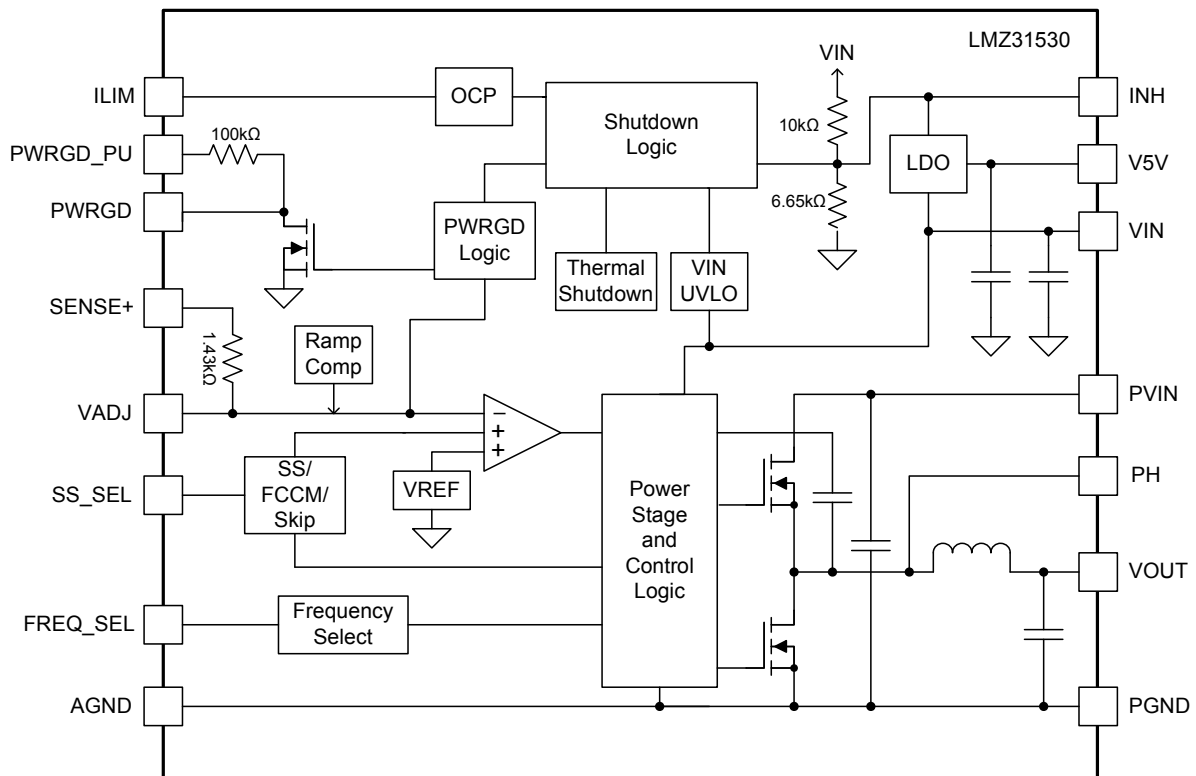 LMZ31530
VIN
ILIM
OCP
Shutdown
Logic
INH
100kΩ
10kΩ
LDO
PWRGD_PU
V5V
PWRGD
PWRGD
Logic
6.65kΩ
VIN
Thermal
Shutdown
VIN
UVLO
SENSE+
1.43kΩ
Ramp
Comp
PVIN
VADJ
−
+
+
SS/
FCCM/
Skip
VREF
Power
Stage
and
Control
Logic
PH
SS_SEL
VOUT
FREQ_SEL
Frequency
Select
AGND
PGND